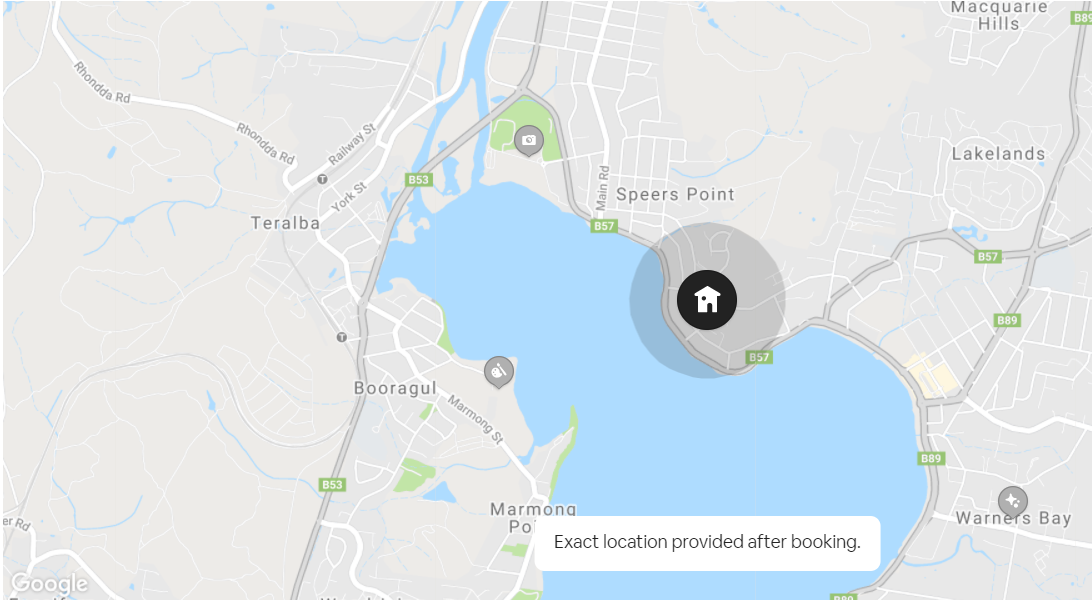 Macquarie
Hills
B89
Rhondda Rd
Rhondda Rd
Railway St
Lakelands
B53
York St
Main Rd
Speers Point
Teralba
B57
B57
B89
B57
Booragul
Marmong St
B89
B53
Marmong
Warners Bay
er Rd
Exact location provided after booking.
Google
B89